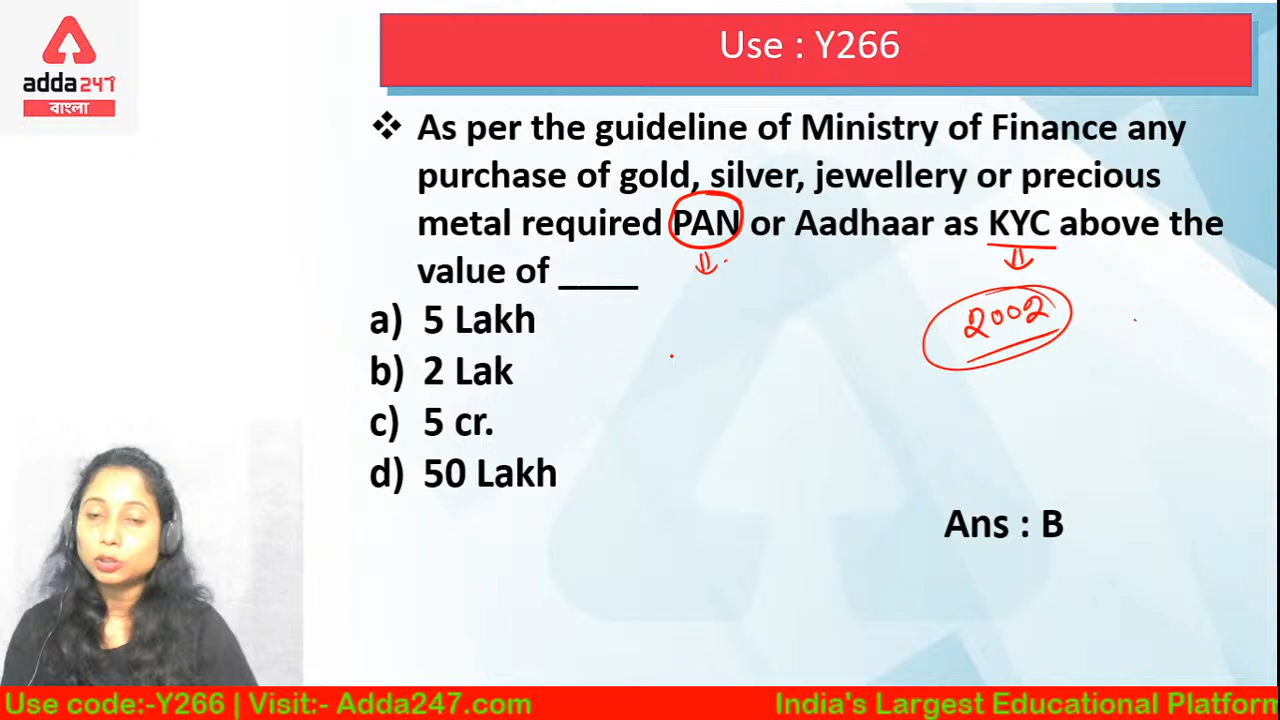 adda247
বাংলা
Use : Y266
❖ As per the guideline of Ministry of Finance any
purchase of gold, silver, jewellery or precious
metal required PAN or Aadhaar as KYC above the
value of ____
2002
a) 5 Lakh
b) 2 Lak
c) 5 cr.
d) 50 Lakh
Ans : B
Use code:-Y266 | Visit:- Adda247.com
India's Largest Educational Platforn